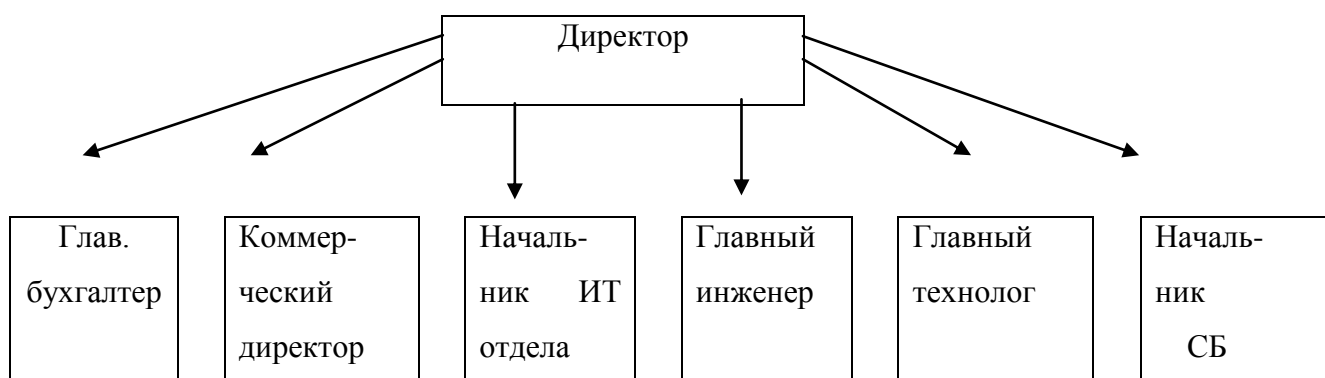 Директор
Глав.
бухгалтер
Коммер-
ческий
директор
Началь-
ник ИТ
отдела
Главный
инженер
Главный
технолог
Началь-
ник
СБ